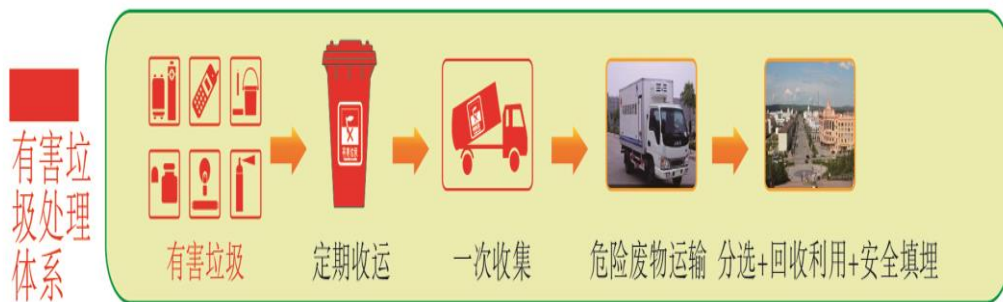 有害垃
圾处理
体系
有害垃圾
定期收运
一次收集
危险废物运输
分选+回收利用+安全填埋